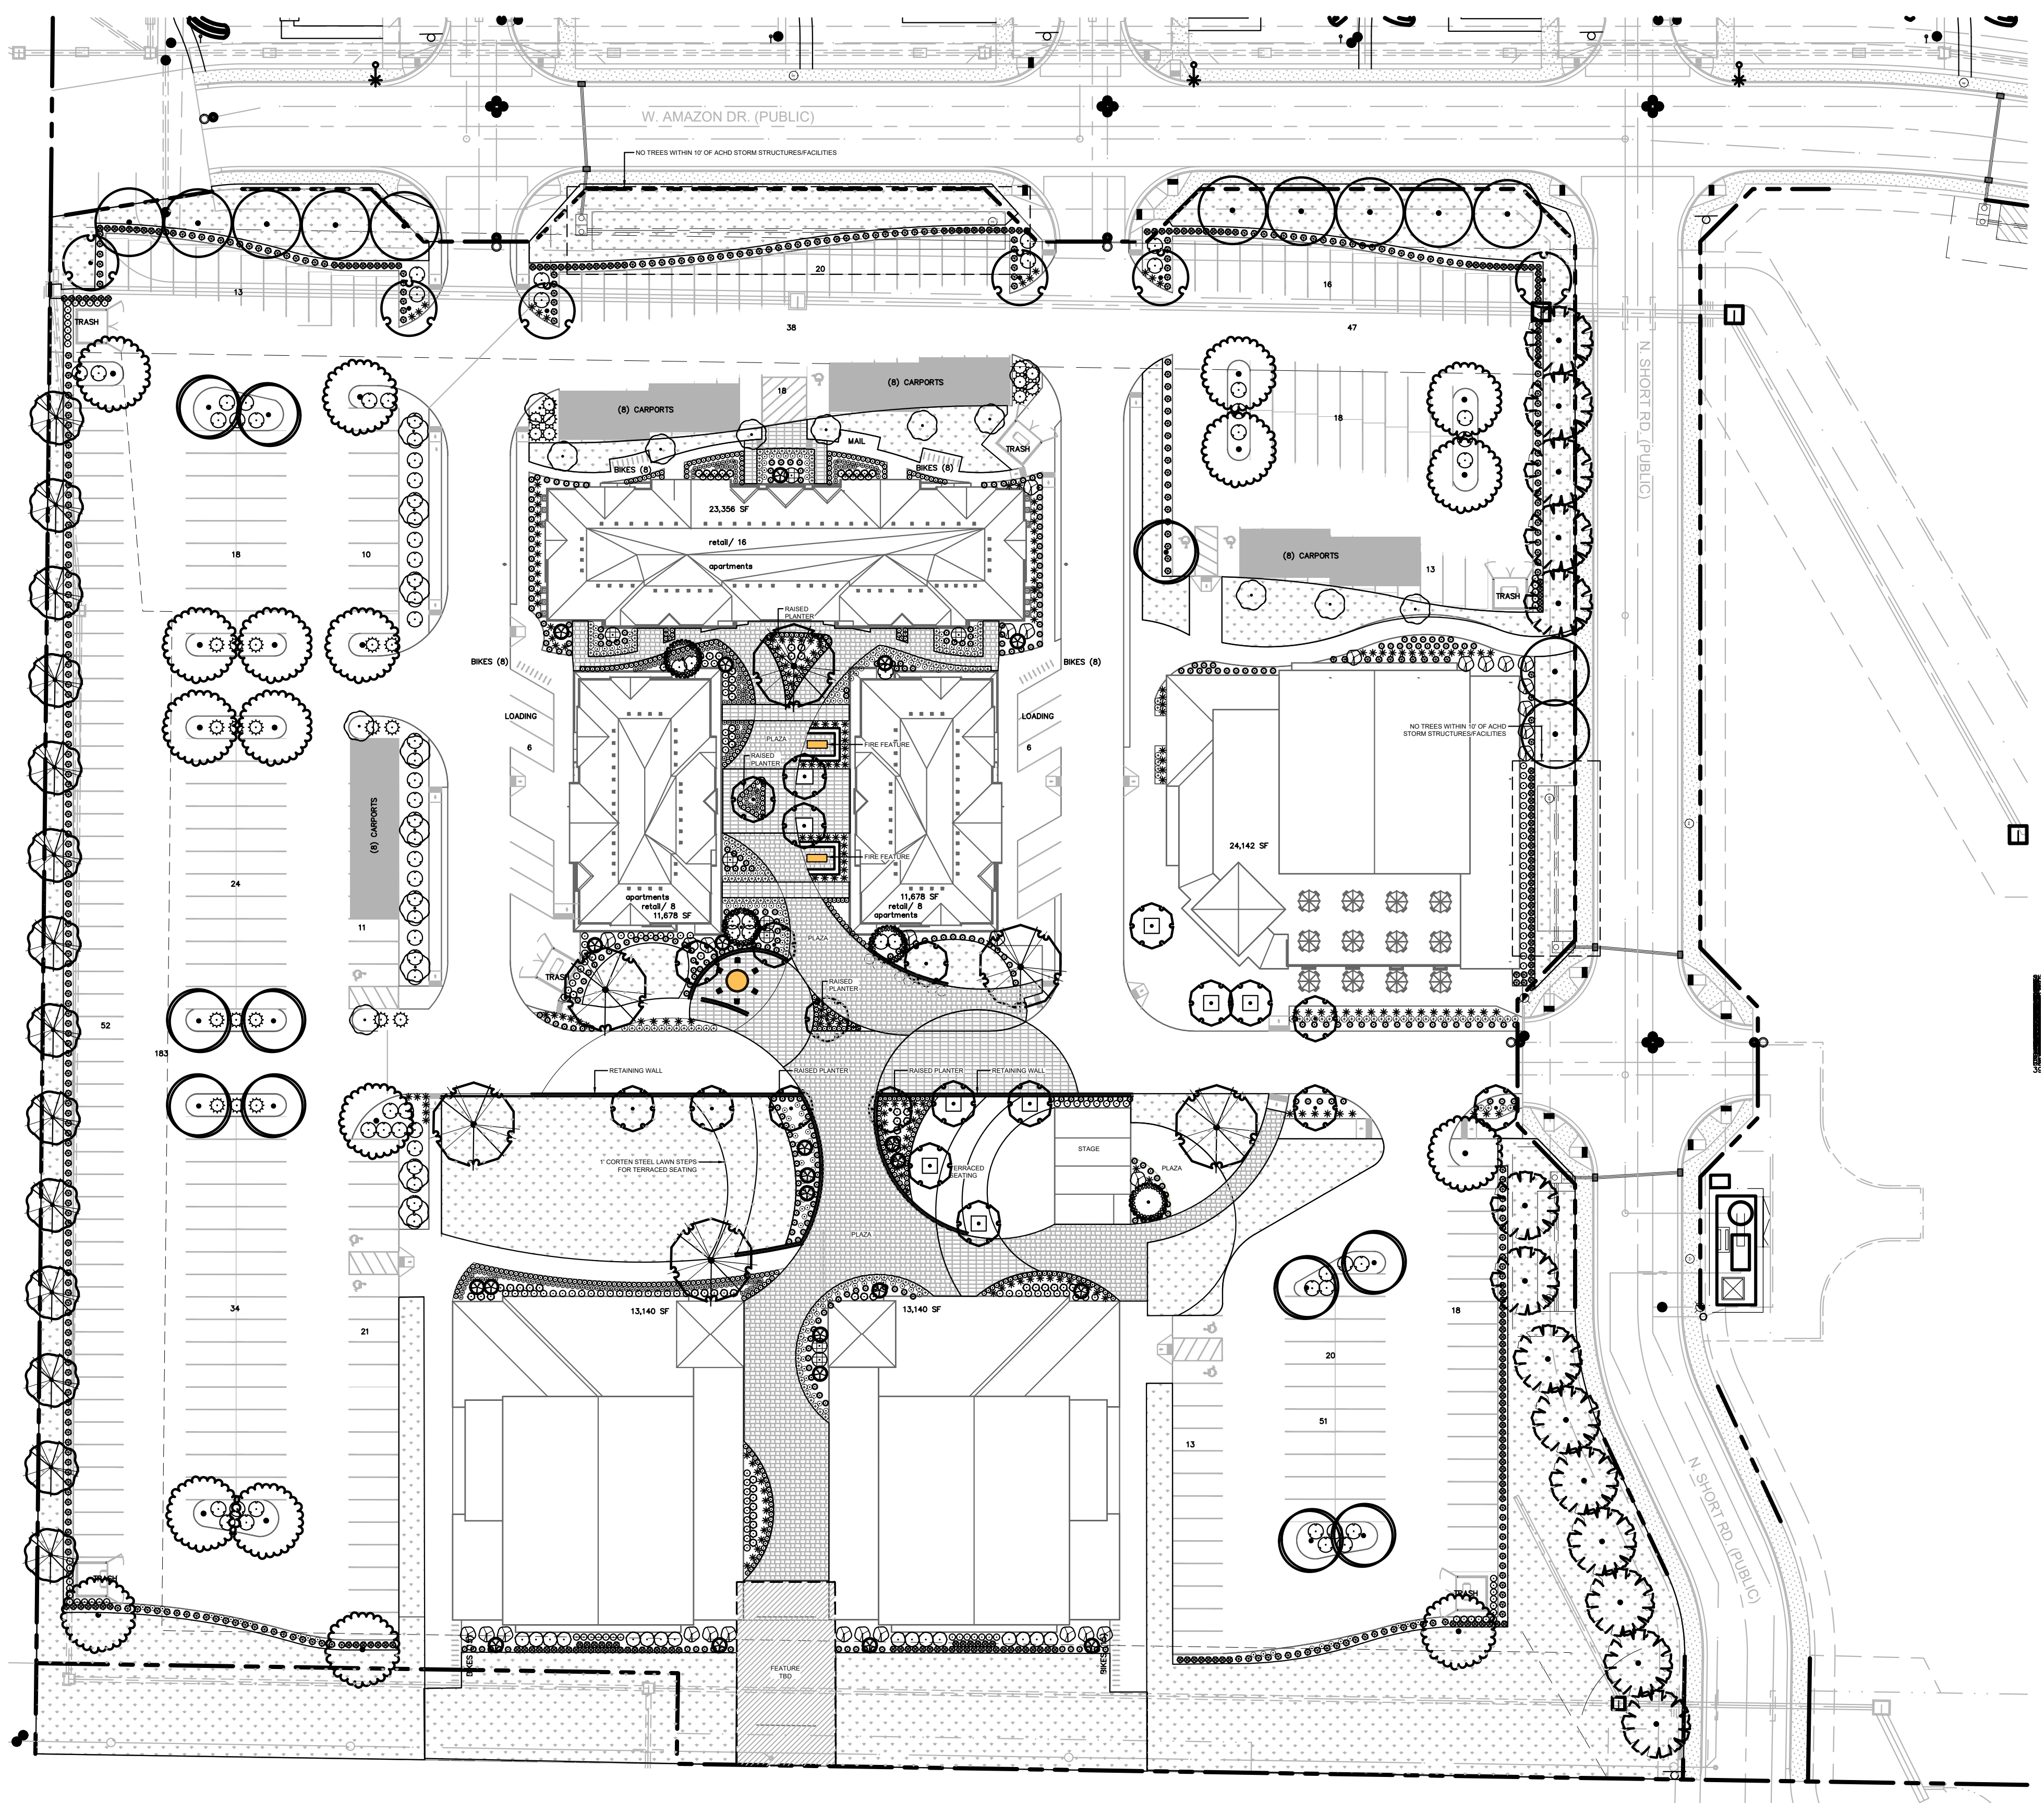 W. AMAZON DR. (PUBLIC)
NO TREES WITHIN 10' OF ACHD STORM STRUCTURES/FACILITIES
20
13
16
TRASH
38
47
N. SHORT RD. (PUBLIC)
(8) CARPORTS
18
(8) CARPORTS
18
MAIL
TRASH
BIKES (8)
BIKES (8)
23,356 SF
retail/ 16
apartments
18
10
(8) CARPORTS
13
TRASH
RAISED
PLANTER
BIKES (8)
BIKES (8)
LOADING
6
LOADING
6
NO TREES WITHIN 10' OF ACHD
STORM STRUCTURES/FACILITIES
PLAZA
FIRE FEATURE
RAISED
PLANTER
(8) CARPORTS
24,142 SF
FIRE FEATURE
24
apartments
retail/ 8
11,678 SF
11,678 SF
retail/ 8
apartments
11
PLAZA
TRASH
RAISED
PLANTER
52
183
RETAINING WALL
RAISED PLANTER
RAISED PLANTER
RETAINING WALL
1' CORTEN STEEL LAWN STEPS
FOR TERRACED SEATING
TERRACED
SEATING
STAGE
PLAZA
PLAZA
34
21
13,140 SF
13,140 SF
18
20
51
13
N. SHORT RD. (PUBLIC)
TRASH
TRASH
BIKES
BIKES
FEATURE
TBD